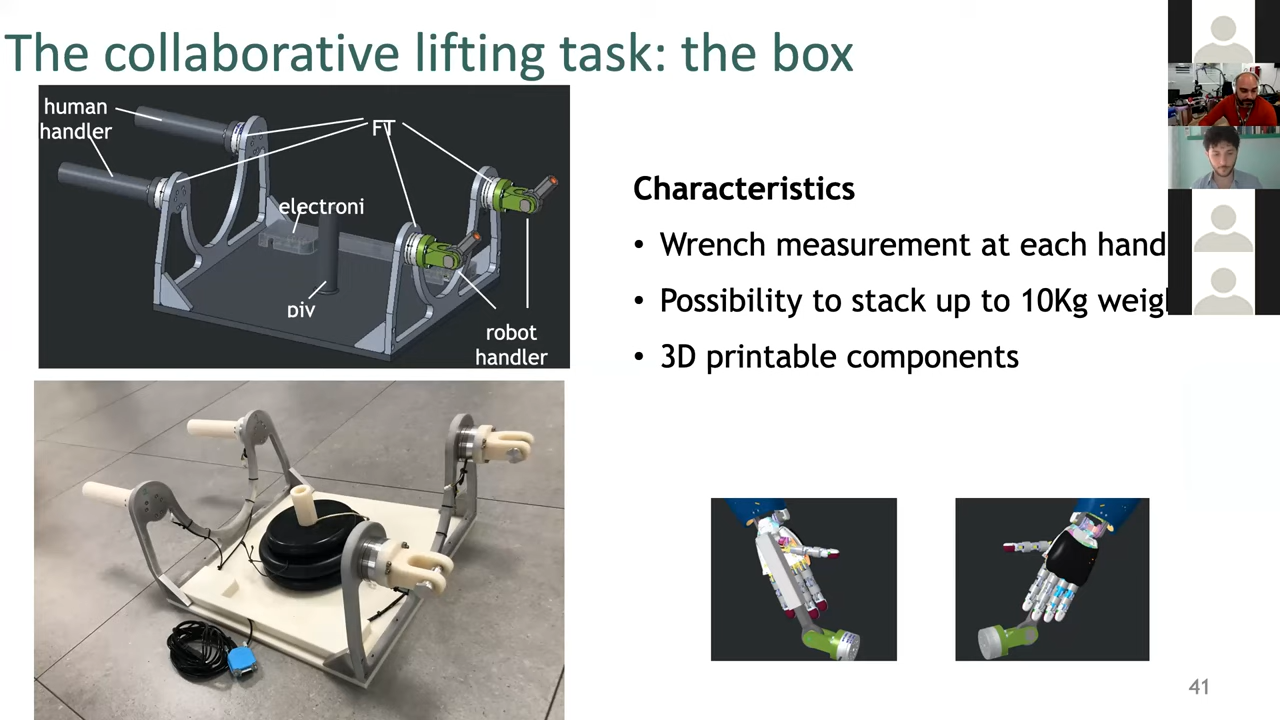 The collaborative lifting task: the box
human
handler
FT
electroni
Div
robot
handler
Characteristics
• Wrench measurement at each hand
• Possibility to stack up to 10Kg weigh
• 3D printable components
41